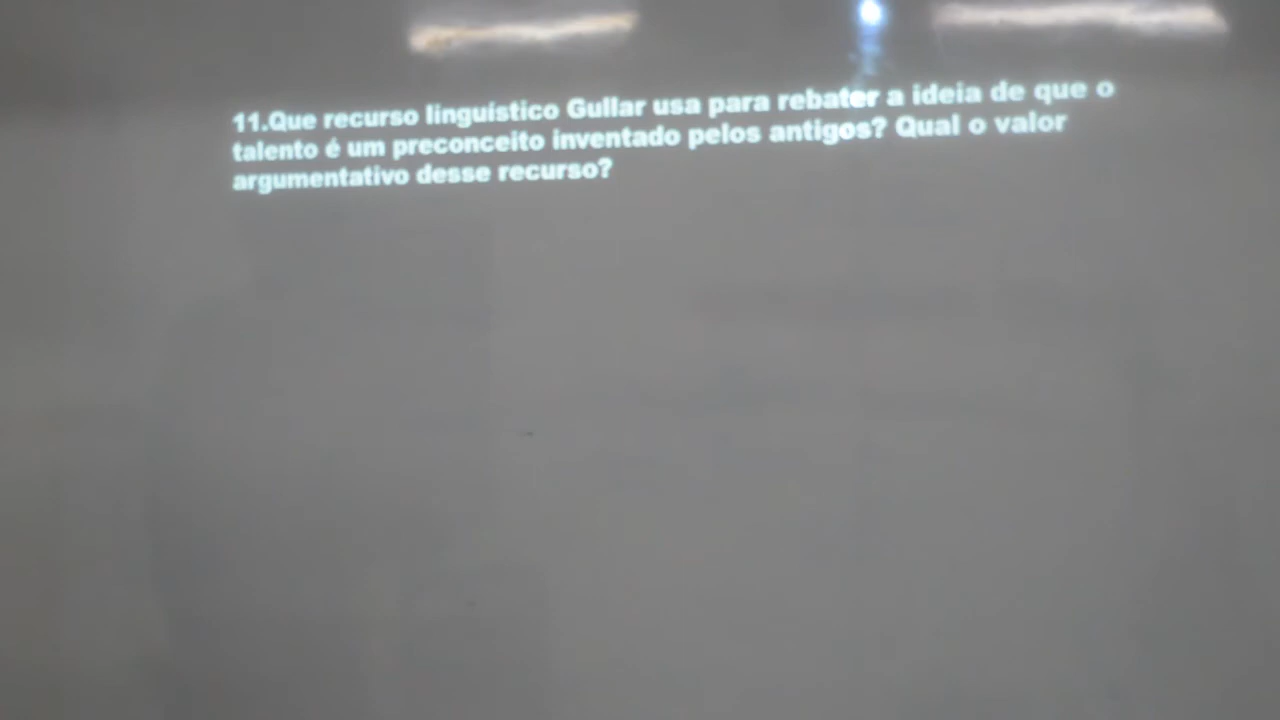 11.Que recurso linguístico Gullar usa para rebater a ideia de que o
talento é um preconceito inventado pelos antigos? Qual o valor
argumentativo desse recurso?